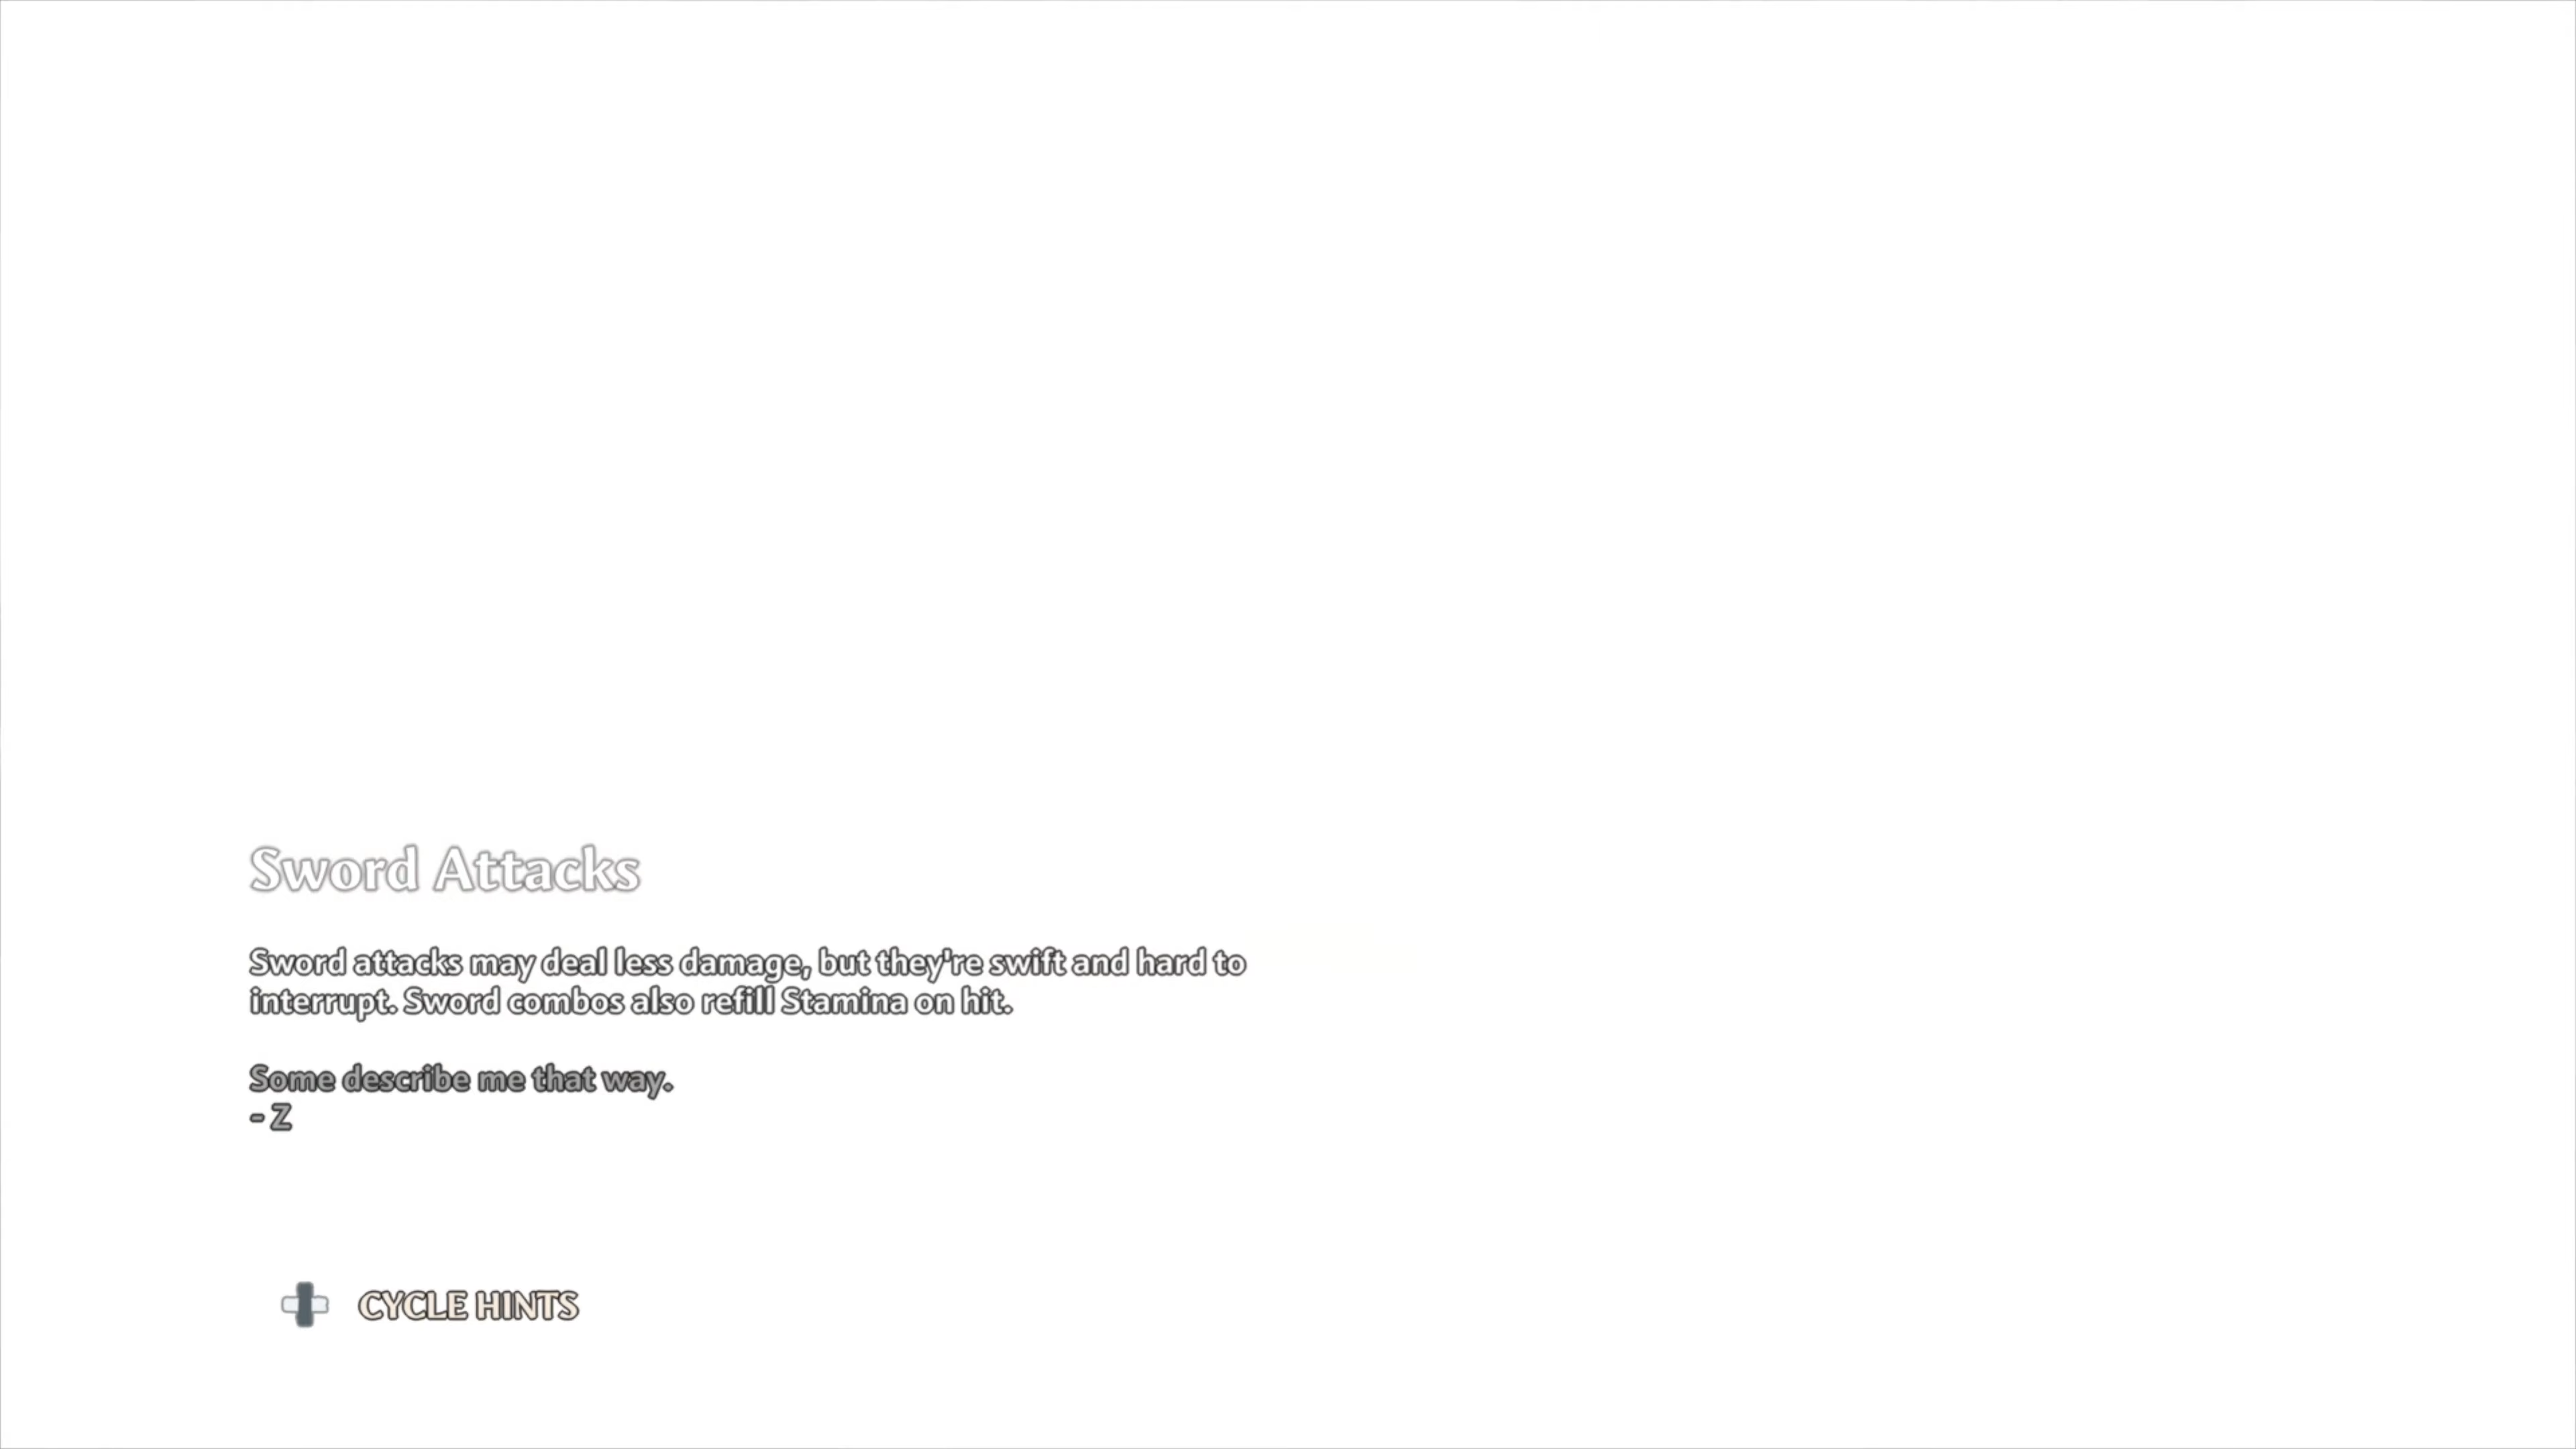 Sword Attacks
Sword attacks may deal less damage, but they're swift and hard to
interrupt. Sword combos also refill Stamina on hit.
Some describe me that way.
- Z
CYCLE HINTS